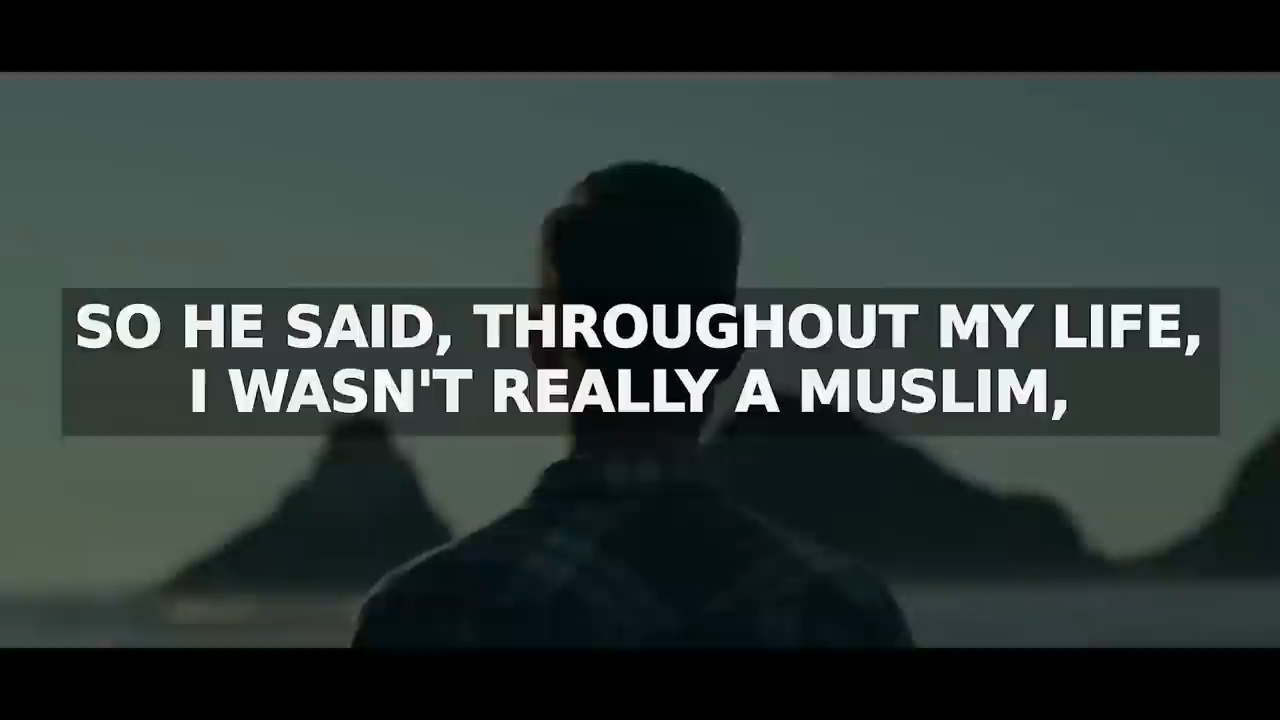 SO HE SAID, THROUGHOUT MY LIFE,
I WASN'T REALLY A MUSLIM,